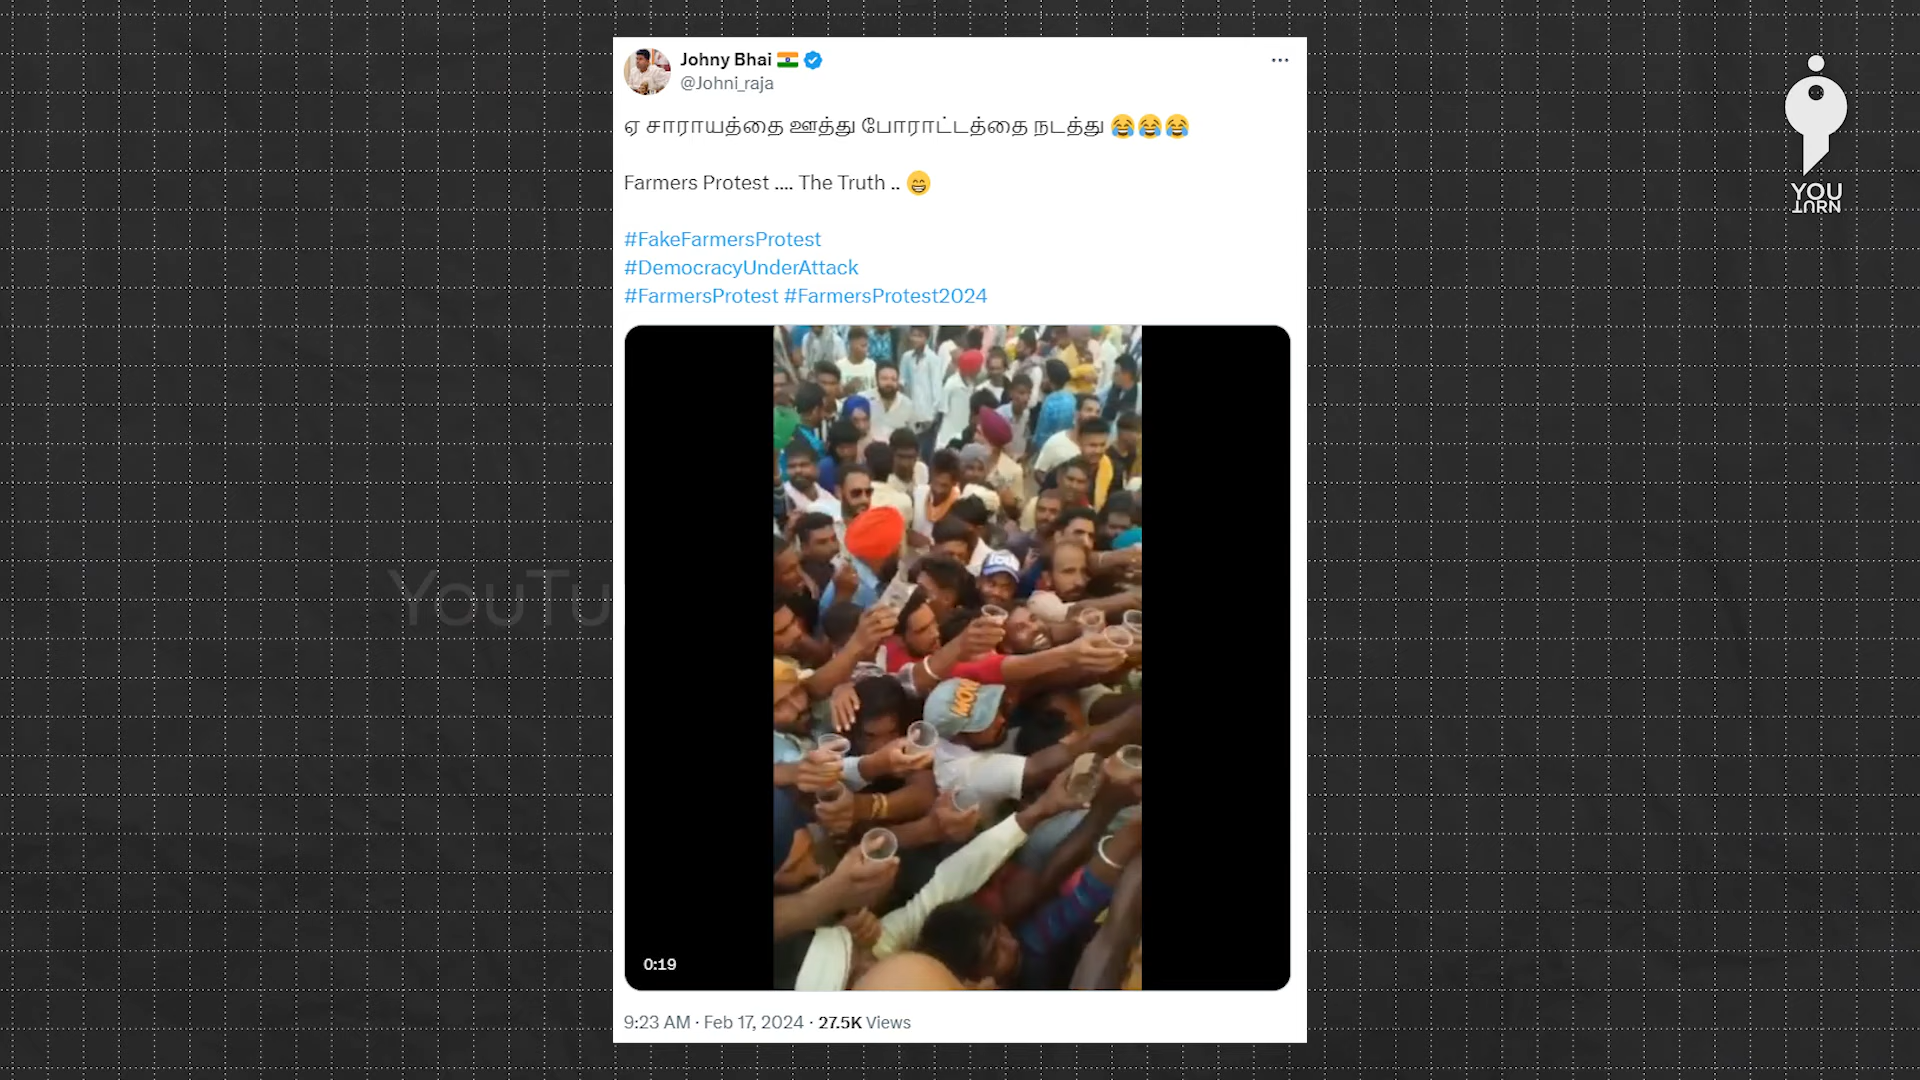 Johny Bhai
@Johni_raja
ஏ சாராயத்தை ஊத்து போராட்டத்தை நடத்து 😂😂😂
Farmers Protest .... The Truth .. 😁
#FakeFarmersProtest
#DemocracyUnderAttack
#FarmersProtest #FarmersProtest2024
WOW
0:19
9:23 AM · Feb 17, 2024 · 27.5K Views
YouTu
YOU
TURN